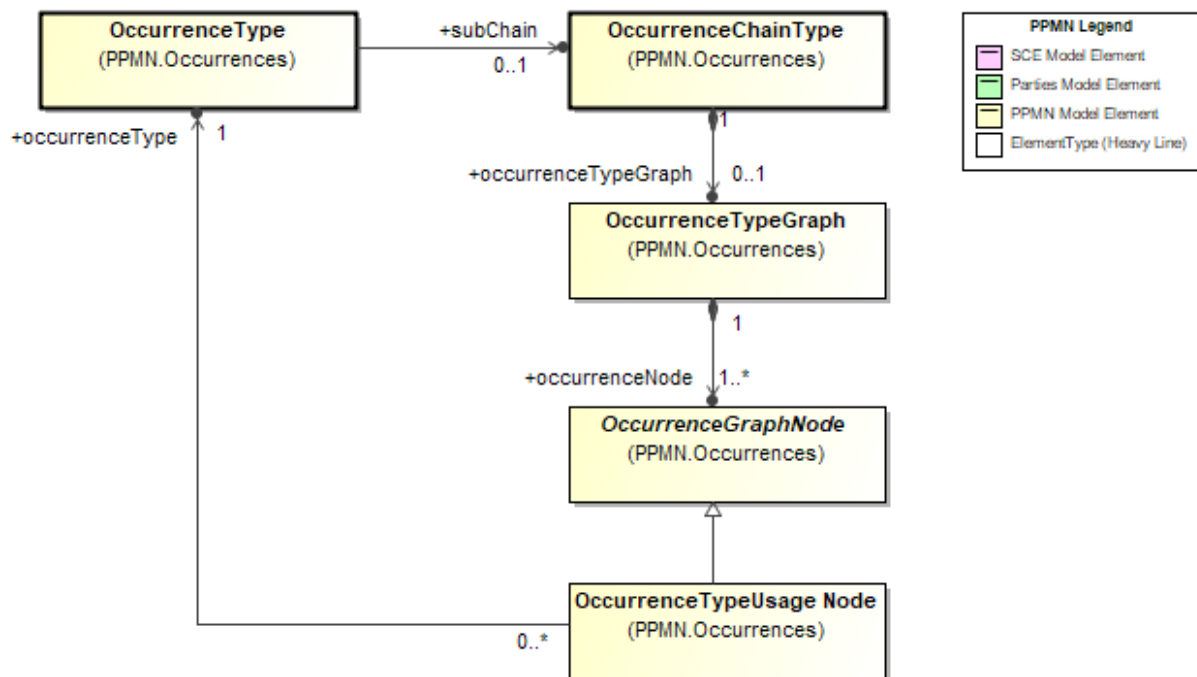 OccurrenceType
(PPMN.Occurrences)
+subChain
0..1
OccurrenceChainType
(PPMN.Occurrences)
PPMN Legend
SCE Model Element
Parties Model Element
PPMN Model Element
ElementType (Heavy Line)
+occurrenceType
1
1
+occurrenceTypeGraph
0..1
OccurrenceTypeGraph
(PPMN.Occurrences)
1
+occurrenceNode
1..*
OccurrenceGraphNode
(PPMN.Occurrences)
OccurrenceTypeUsage Node
(PPMN.Occurrences)
0..*